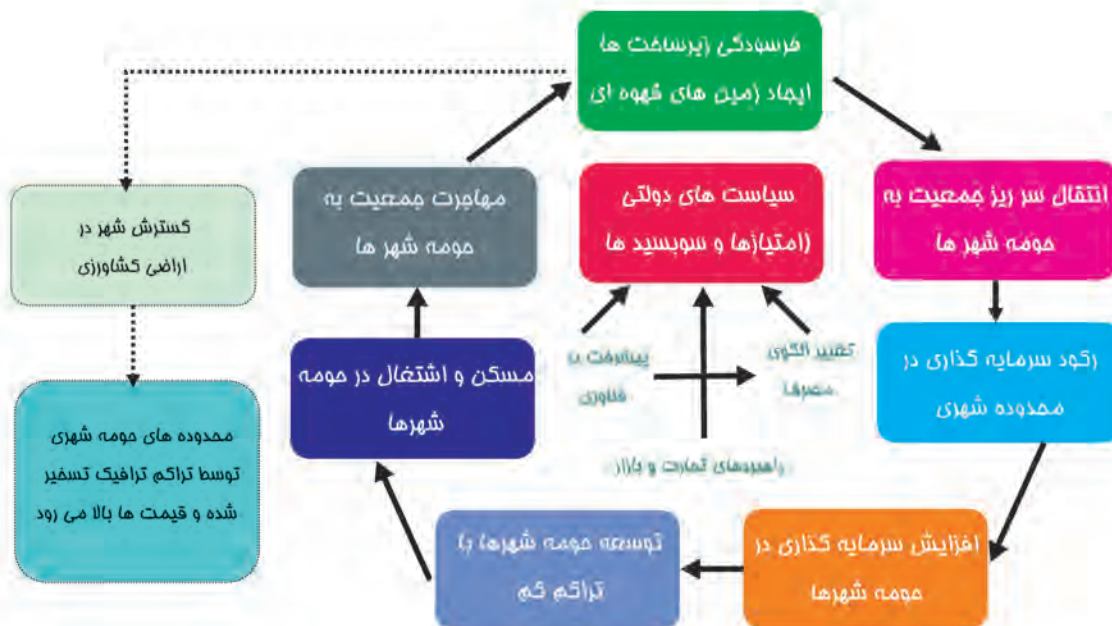 فرسودگی زیرساخت ها
ایجاد زمین های قهوه ای
انتقال سر ریز جمعیت به
حومه شهر ها
رکود سرمایه گذاری در
محدوده شهری
افزایش سرمایه گذاری در
حومه شهرها
توسعه حومه شهرها با
تراکم کم
مسکن و اشتغال در حومه
شهرها
مهاجرت جمعیت به
حومه شهر ها
سیاست های دولتی
(امتیازها و سوبسید ها
تغییر الگوی
مصرف
پیشرفت
فناوری
راهبردهای تجارت و بازار
گسترش شهر در
اراضی کشاورزی
محدوده های حومه شهری
توسط تراکم ترافیک تسخیر
شده و قیمت ها بالا می رود